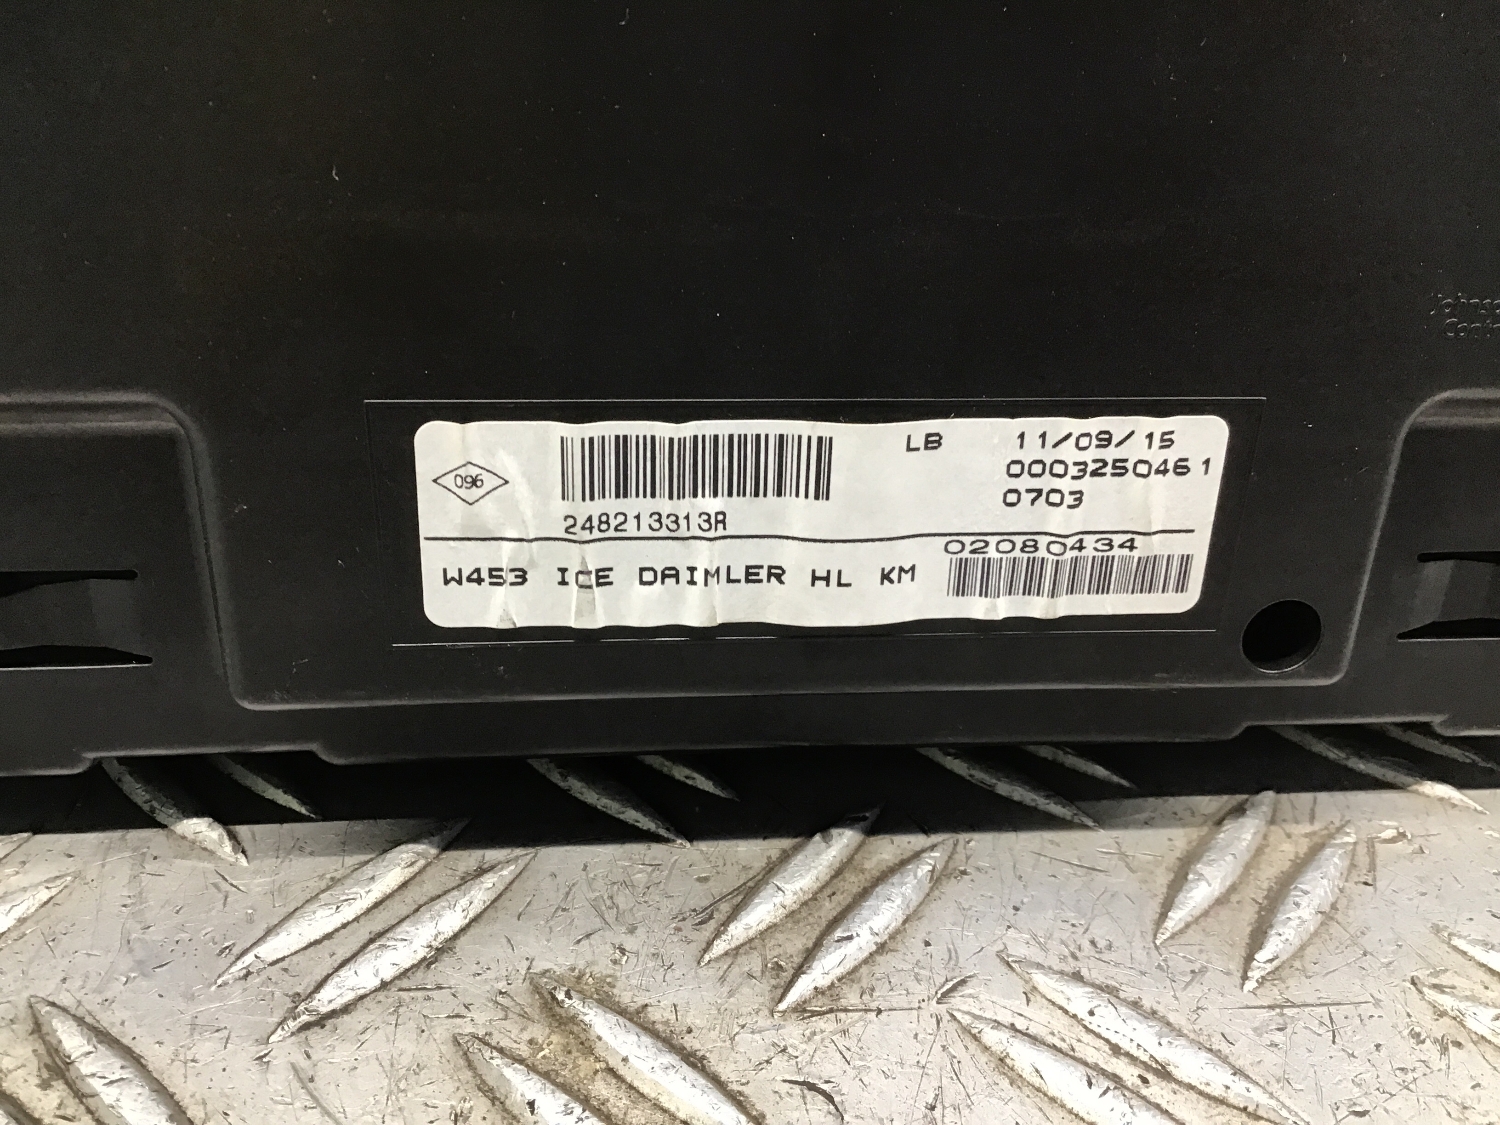 LB 11/09/15
0003250461
096
0703
248213313R
02080434
W453 ICE DAIMLER HL KM